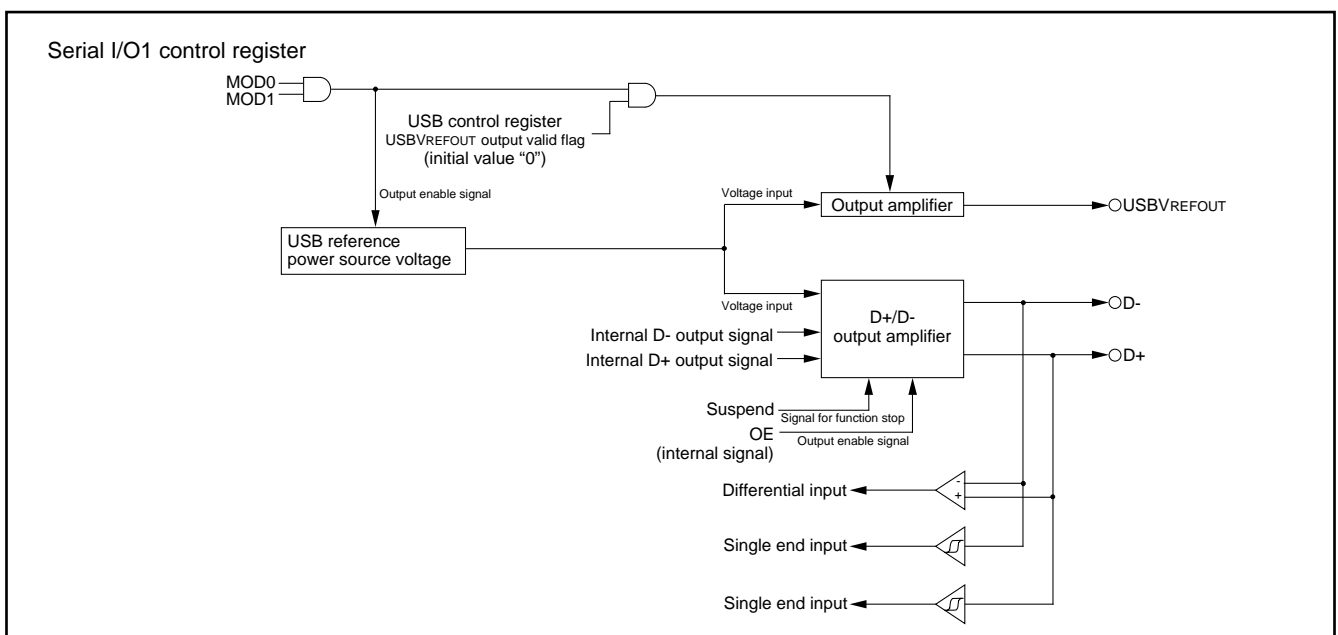 Serial I/O1 control register
MOD0
MOD1
USB control register
USBVREFOUT output valid flag
(initial value “0”)
Output enable signal
Voltage input
Output amplifier
USBVREFOUT
USB reference
power source voltage
Voltage input
D+/D-
output amplifier
D-
Internal D- output signal
Internal D+ output signal
D+
Suspend
Signal for function stop
OE
Output enable signal
(internal signal)
Differential input
-
+
Single end input
Single end input